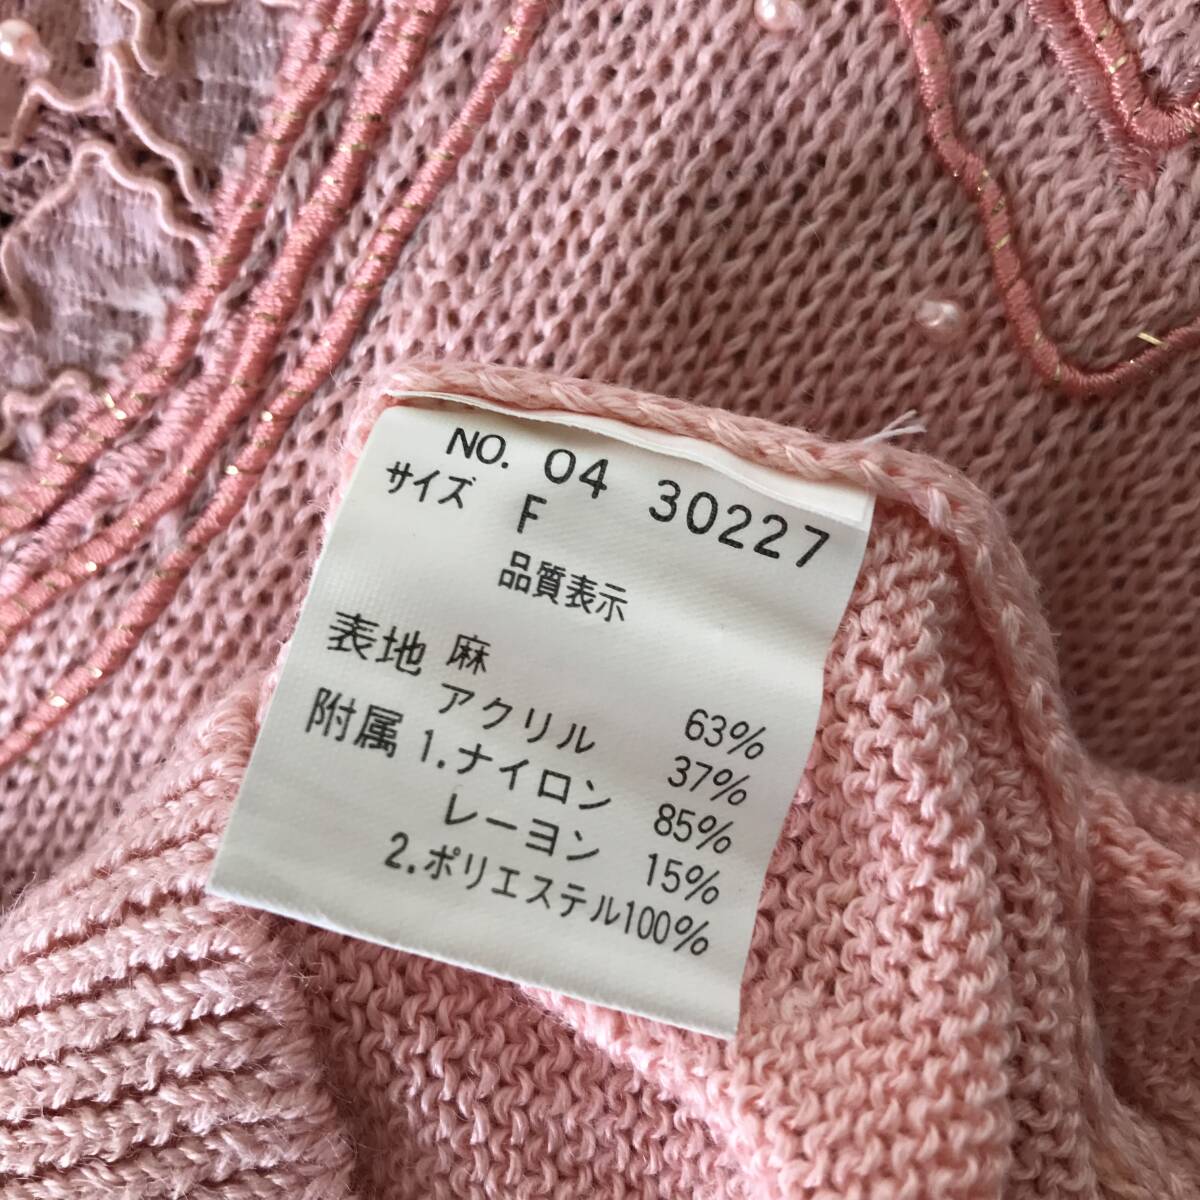 NO. 04 30227
サイズ F
品質表示
表地 麻 63%
アクリル 37%
附属 1.ナイロン 85%
レーヨン 15%
2.ポリエステル100%